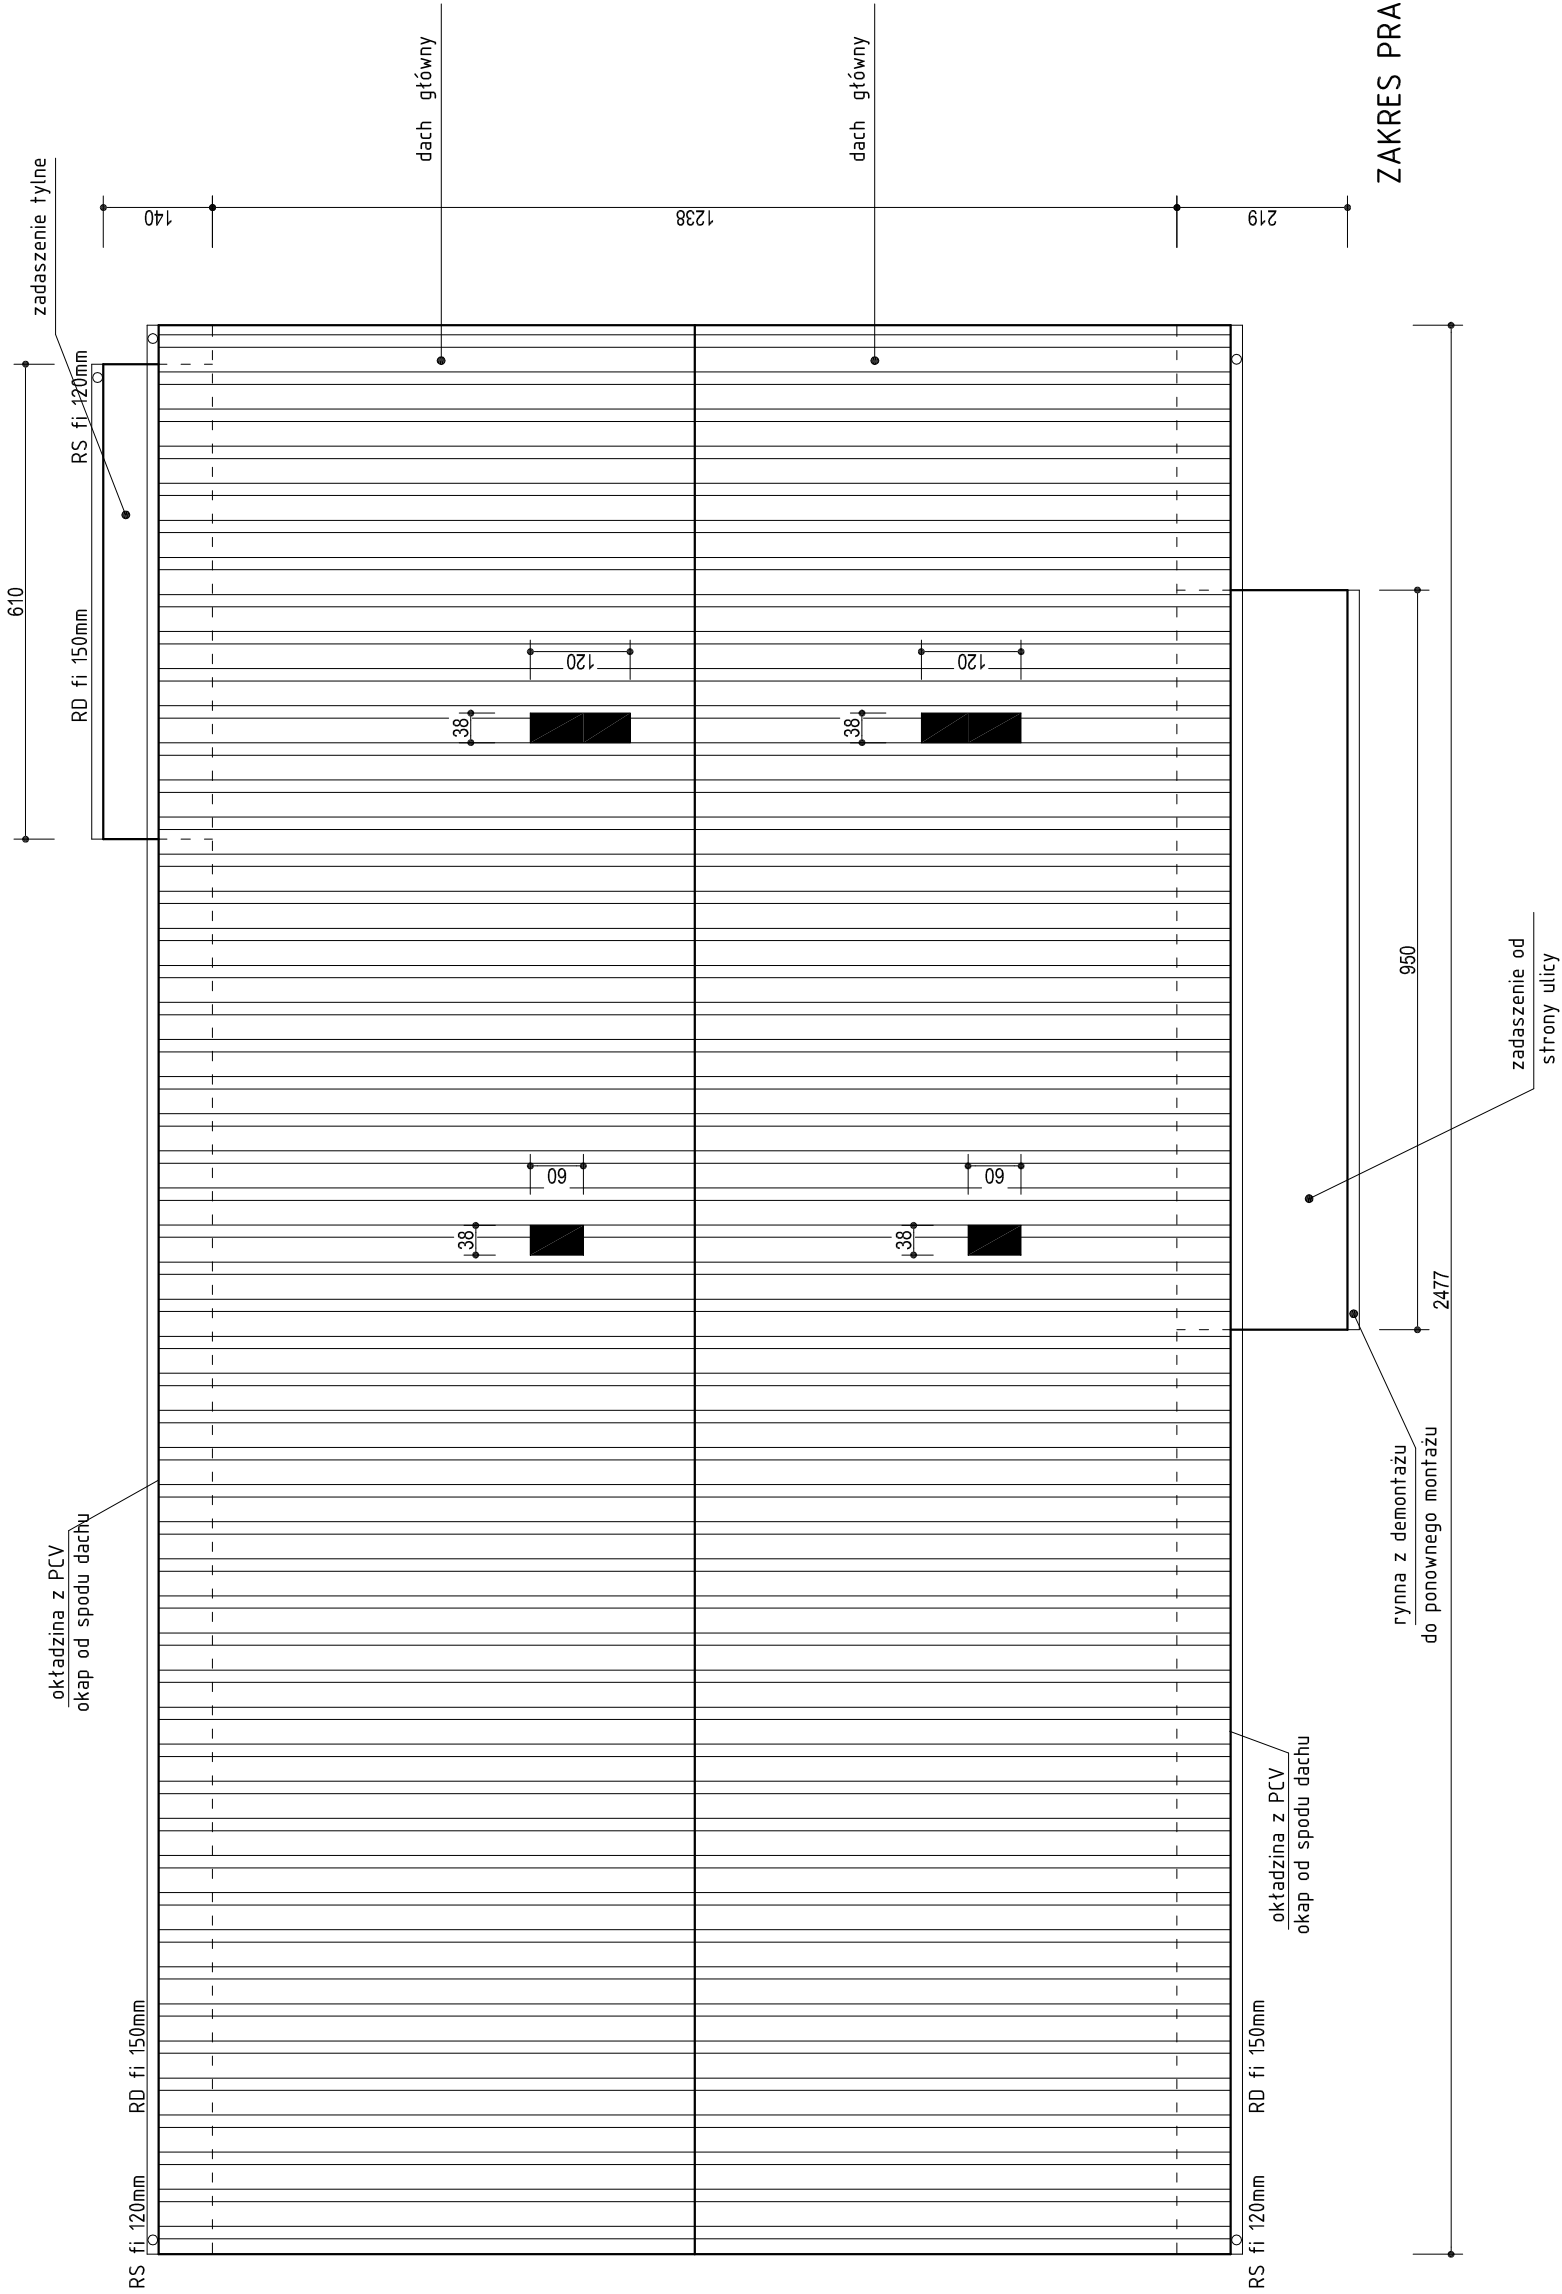 zadaszenie tylne
dach główny
dach główny
ZAKRES PRA
140
1238
219
610
RS fi 120mm
RD fi 150mm
120
120
38
38
60
60
38
38
950
2477
zadaszenie od
strony ulicy
rynna z demontażu
do ponownego montażu
okładzina z PCV
okap od spodu dachu
okładzina z PCV
okap od spodu dachu
RD fi 150mm
RS fi 120mm
RD fi 150mm
RS fi 120mm